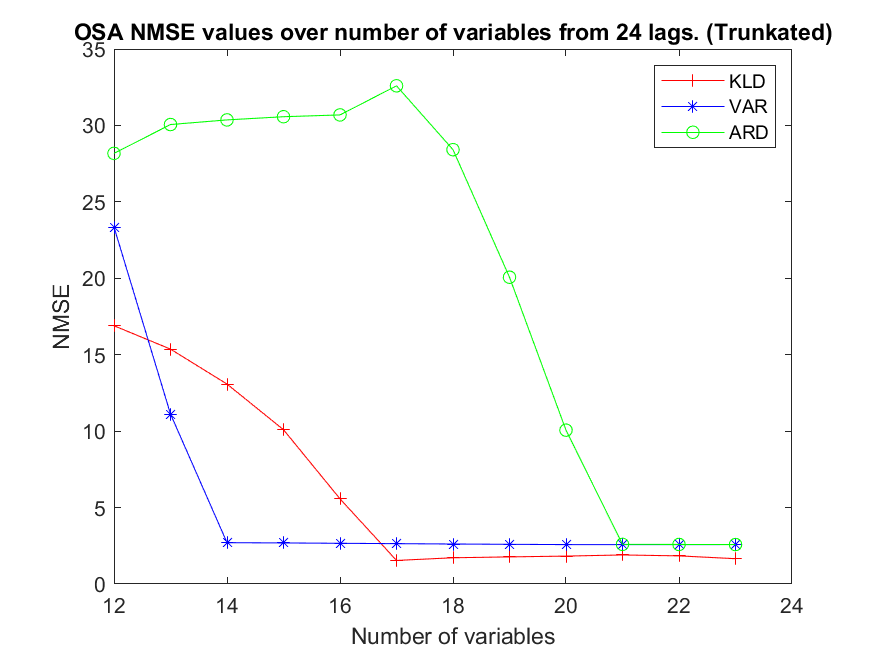 OSA NMSE values over number of variables from 24 lags. (Trunkated)
35
30
25
20
15
10
5
0
NMSE
KLD
VAR
ARD
12 14 16 18 20 22 24
Number of variables